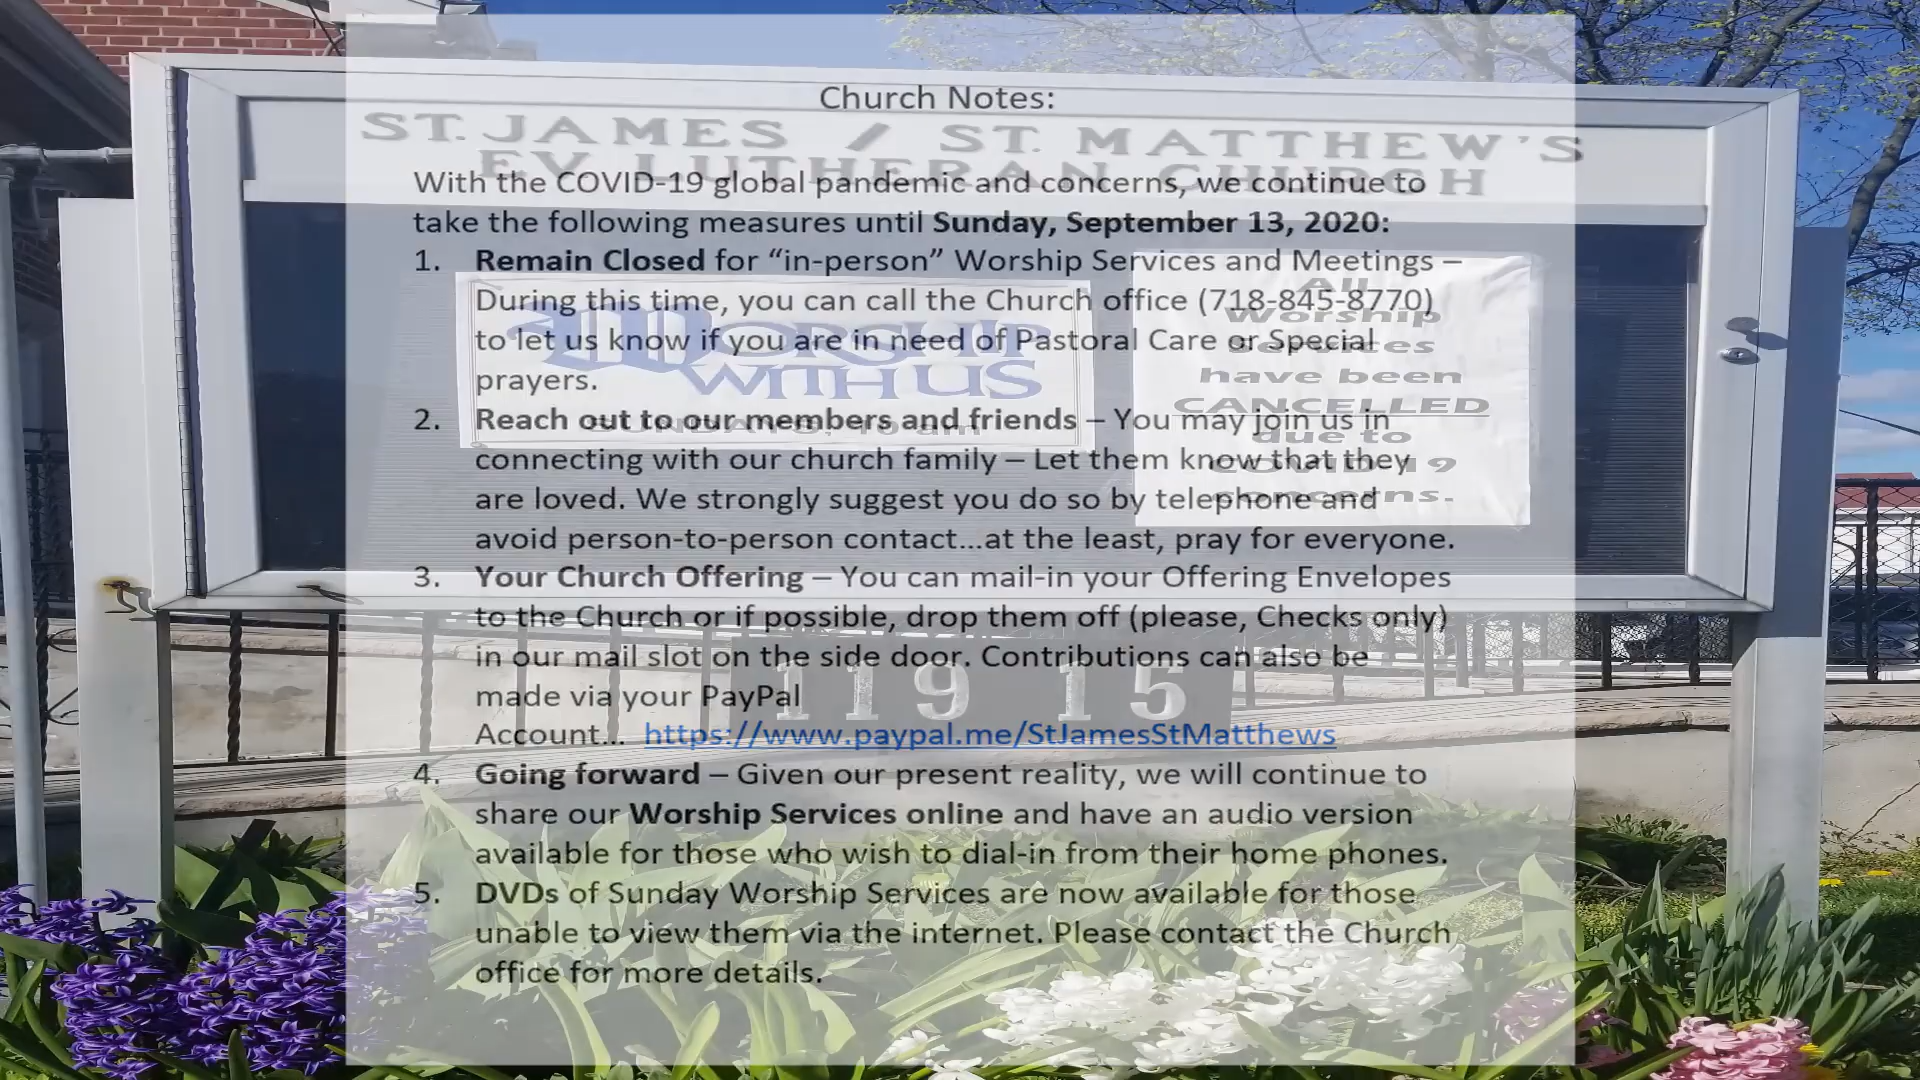 Church Notes:
ST. JAMES / ST. MATTHEW'S
EV. LUTHERAN CHURCH
With the COVID-19 global pandemic and concerns, we continue to
take the following measures until Sunday, September 13, 2020:
1. Remain Closed for “in-person” Worship Services and Meetings –
During this time, you can call the Church office (718-845-8770)
to let us know if you are in need of Pastoral Care or Special
prayers.
2. Reach out to our members and friends – You may join us in
connecting with our church family – Let them know that they
are loved. We strongly suggest you do so by telephone and
avoid person-to-person contact...at the least, pray for everyone.
3. Your Church Offering – You can mail-in your Offering Envelopes
to the Church or if possible, drop them off (please, Checks only)
in our mail slot on the side door. Contributions can also be
made via your PayPal
Account... https://www.paypal.me/StJamesStMatthews
4. Going forward – Given our present reality, we will continue to
share our Worship Services online and have an audio version
available for those who wish to dial-in from their home phones.
5. DVDs of Sunday Worship Services are now available for those
unable to view them via the internet. Please contact the Church
office for more details.
WORSHIP
WITH US
SUNDAYS, 10 am
All
Worship
Services
have been
CANCELLED
due to
COVID-19
concerns.
119 15